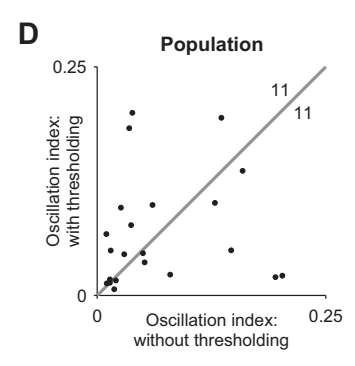 D
Population
0.25
11
11
Oscillation index:
with thresholding
0
0
0.25
Oscillation index:
without thresholding